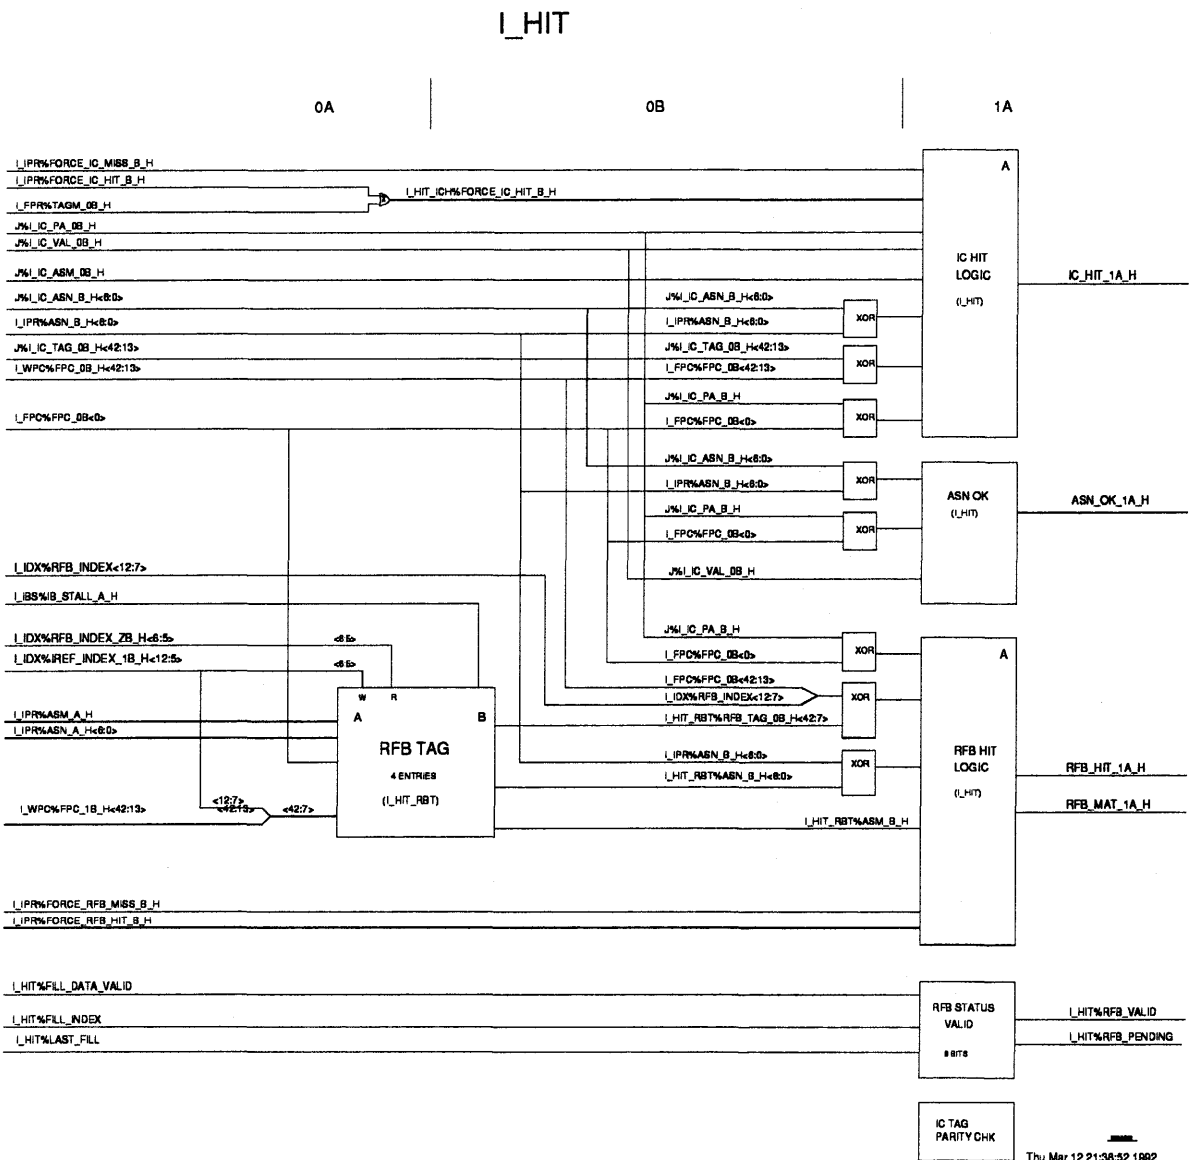 I_HIT
0A
0B
1A
I_IPR%FORCE_IC_MISS_B_H
A
I_IPR%FORCE_IC_HIT_B_H
I_HIT_ICH%FORCE_IC_HIT_B_H
I_FPR%TAGM_0B_H
J%I_IC_PA_0B_H
J%I_IC_VAL_0B_H
IC HIT
LOGIC
(I_HIT)
IC_HIT_1A_H
J%I_IC_ASM_0B_H
J%I_IC_ASN_B_H<6:0>
J%I_IC_ASN_B_H<6:0>
I_IPR%ASN_B_H<6:0>
I_IPR%ASN_B_H<6:0>
XOR
J%I_IC_TAG_0B_H<42:13>
J%I_IC_TAG_0B_H<42:13>
I_WPC%FPC_0B_H<42:13>
I_FPC%FPC_0B<42:13>
XOR
J%I_IC_PA_B_H
I_FPC%FPC_0B<0>
I_FPC%FPC_0B<0>
XOR
J%I_IC_ASN_B_H<6:0>
I_IPR%ASN_B_H<6:0>
XOR
ASN OK
(I_HIT)
ASN_OK_1A_H
J%I_IC_PA_B_H
I_FPC%FPC_0B<0>
XOR
I_IDX%RFB_INDEX<12:7>
J%I_IC_VAL_0B_H
I_IBS%IB_STALL_A_H
I_IDX%RFB_INDEX_ZB_H<6:5>
<6:5>
J%I_IC_PA_B_H
I_IDX%IREF_INDEX_1B_H<12:5>
<6:5>
I_FPC%FPC_0B<0>
XOR
A
W
R
I_FPC%FPC_0B<42:13>
I_IDX%RFB_INDEX<12:7>
XOR
I_IPR%ASM_A_H
A
B
I_HIT_RBT%RFB_TAG_0B_H<42:7>
I_IPR%ASN_A_H<6:0>
RFB TAG
4 ENTRIES
(I_HIT_RBT)
I_IPR%ASN_B_H<6:0>
I_HIT_RBT%ASN_B_H<6:0>
XOR
RFB HIT
LOGIC
(I_HIT)
RFB_HIT_1A_H
RFB_MAT_1A_H
<12:7>
I_WPC%FPC_1B_H<42:13>
<42:13>
<42:7>
I_HIT_RBT%ASM_B_H
I_IPR%FORCE_RFB_MISS_B_H
I_IPR%FORCE_RFB_HIT_B_H
I_HIT%FILL_DATA_VALID
I_HIT%FILL_INDEX
I_HIT%LAST_FILL
RFB STATUS
VALID
8 BITS
I_HIT%RFB_VALID
I_HIT%RFB_PENDING
IC TAG
PARITY CHK
Thu Mar 12 21:38:52 1992